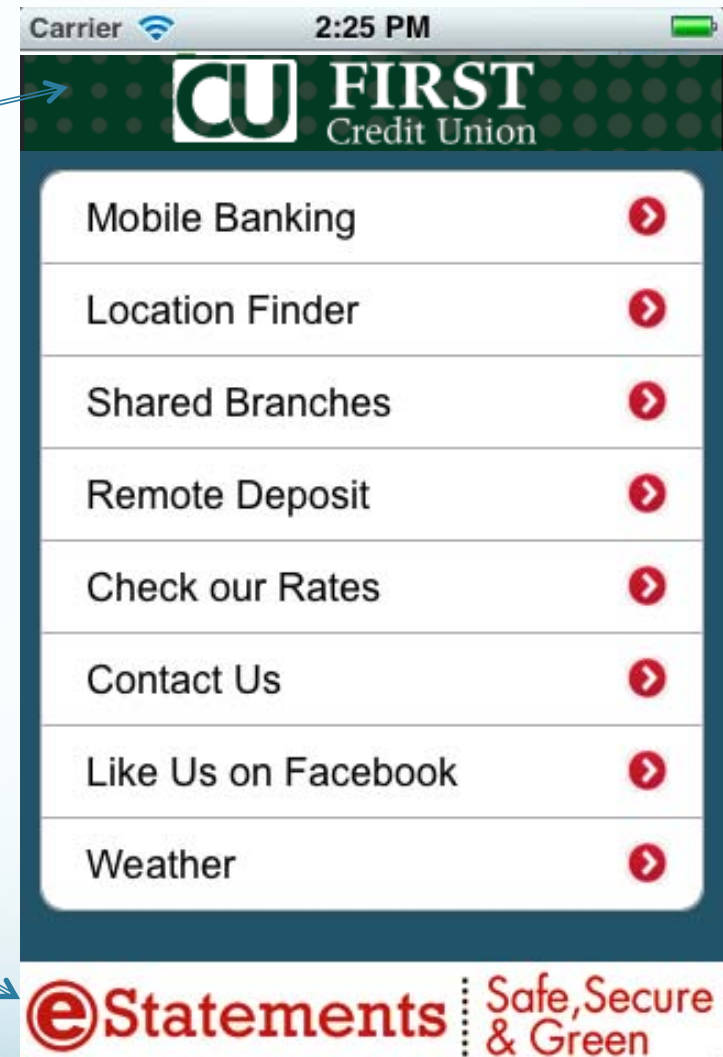 Carrier 2:25 PM
CU FIRST
Credit Union
Mobile Banking
Location Finder
Shared Branches
Remote Deposit
Check our Rates
Contact Us
Like Us on Facebook
Weather
eStatements Safe,Secure
& Green